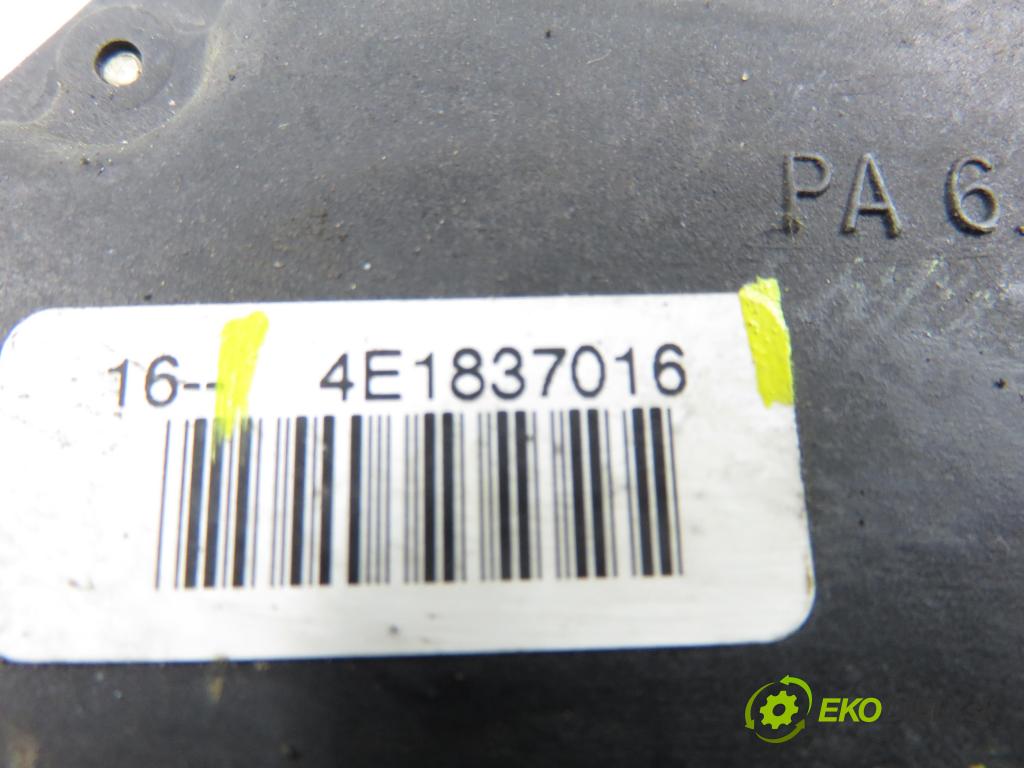 PA 6.
16-- 4E1837016
EKO